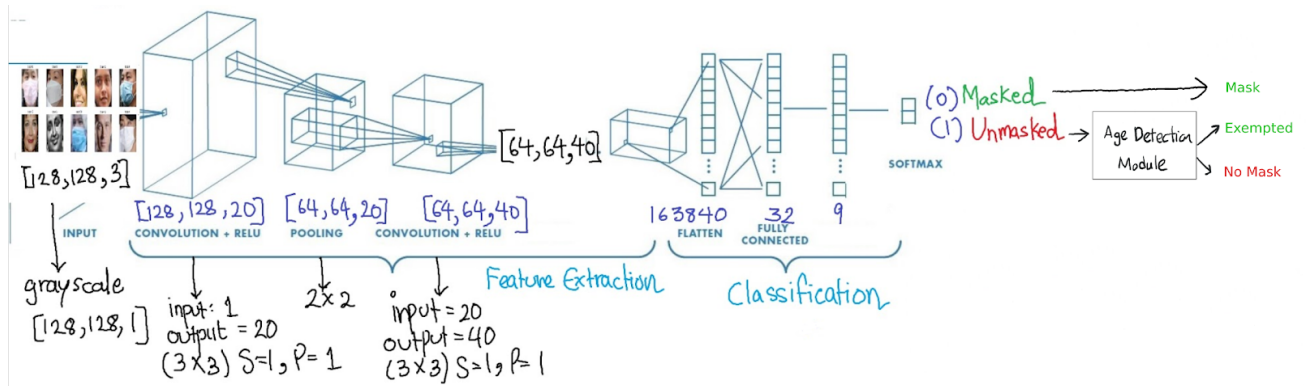 [128,128,3]
INPUT
grayscale
[128,128,1]
[128,128,20]
CONVOLUTION + RELU
input: 1
output = 20
(3x3) S=1, P=1
[64,64,20]
POOLING
2x2
[64,64,40]
CONVOLUTION + RELU
input = 20
output = 40
(3x3) S=1, P=1
Feature Extraction
[64,64,40]
163840
FLATTEN
32
FULLY
CONNECTED
9
Classification
SOFTMAX
(0) Masked
(1) Unmasked
Age Detection
Module
Mask
Exempted
No Mask